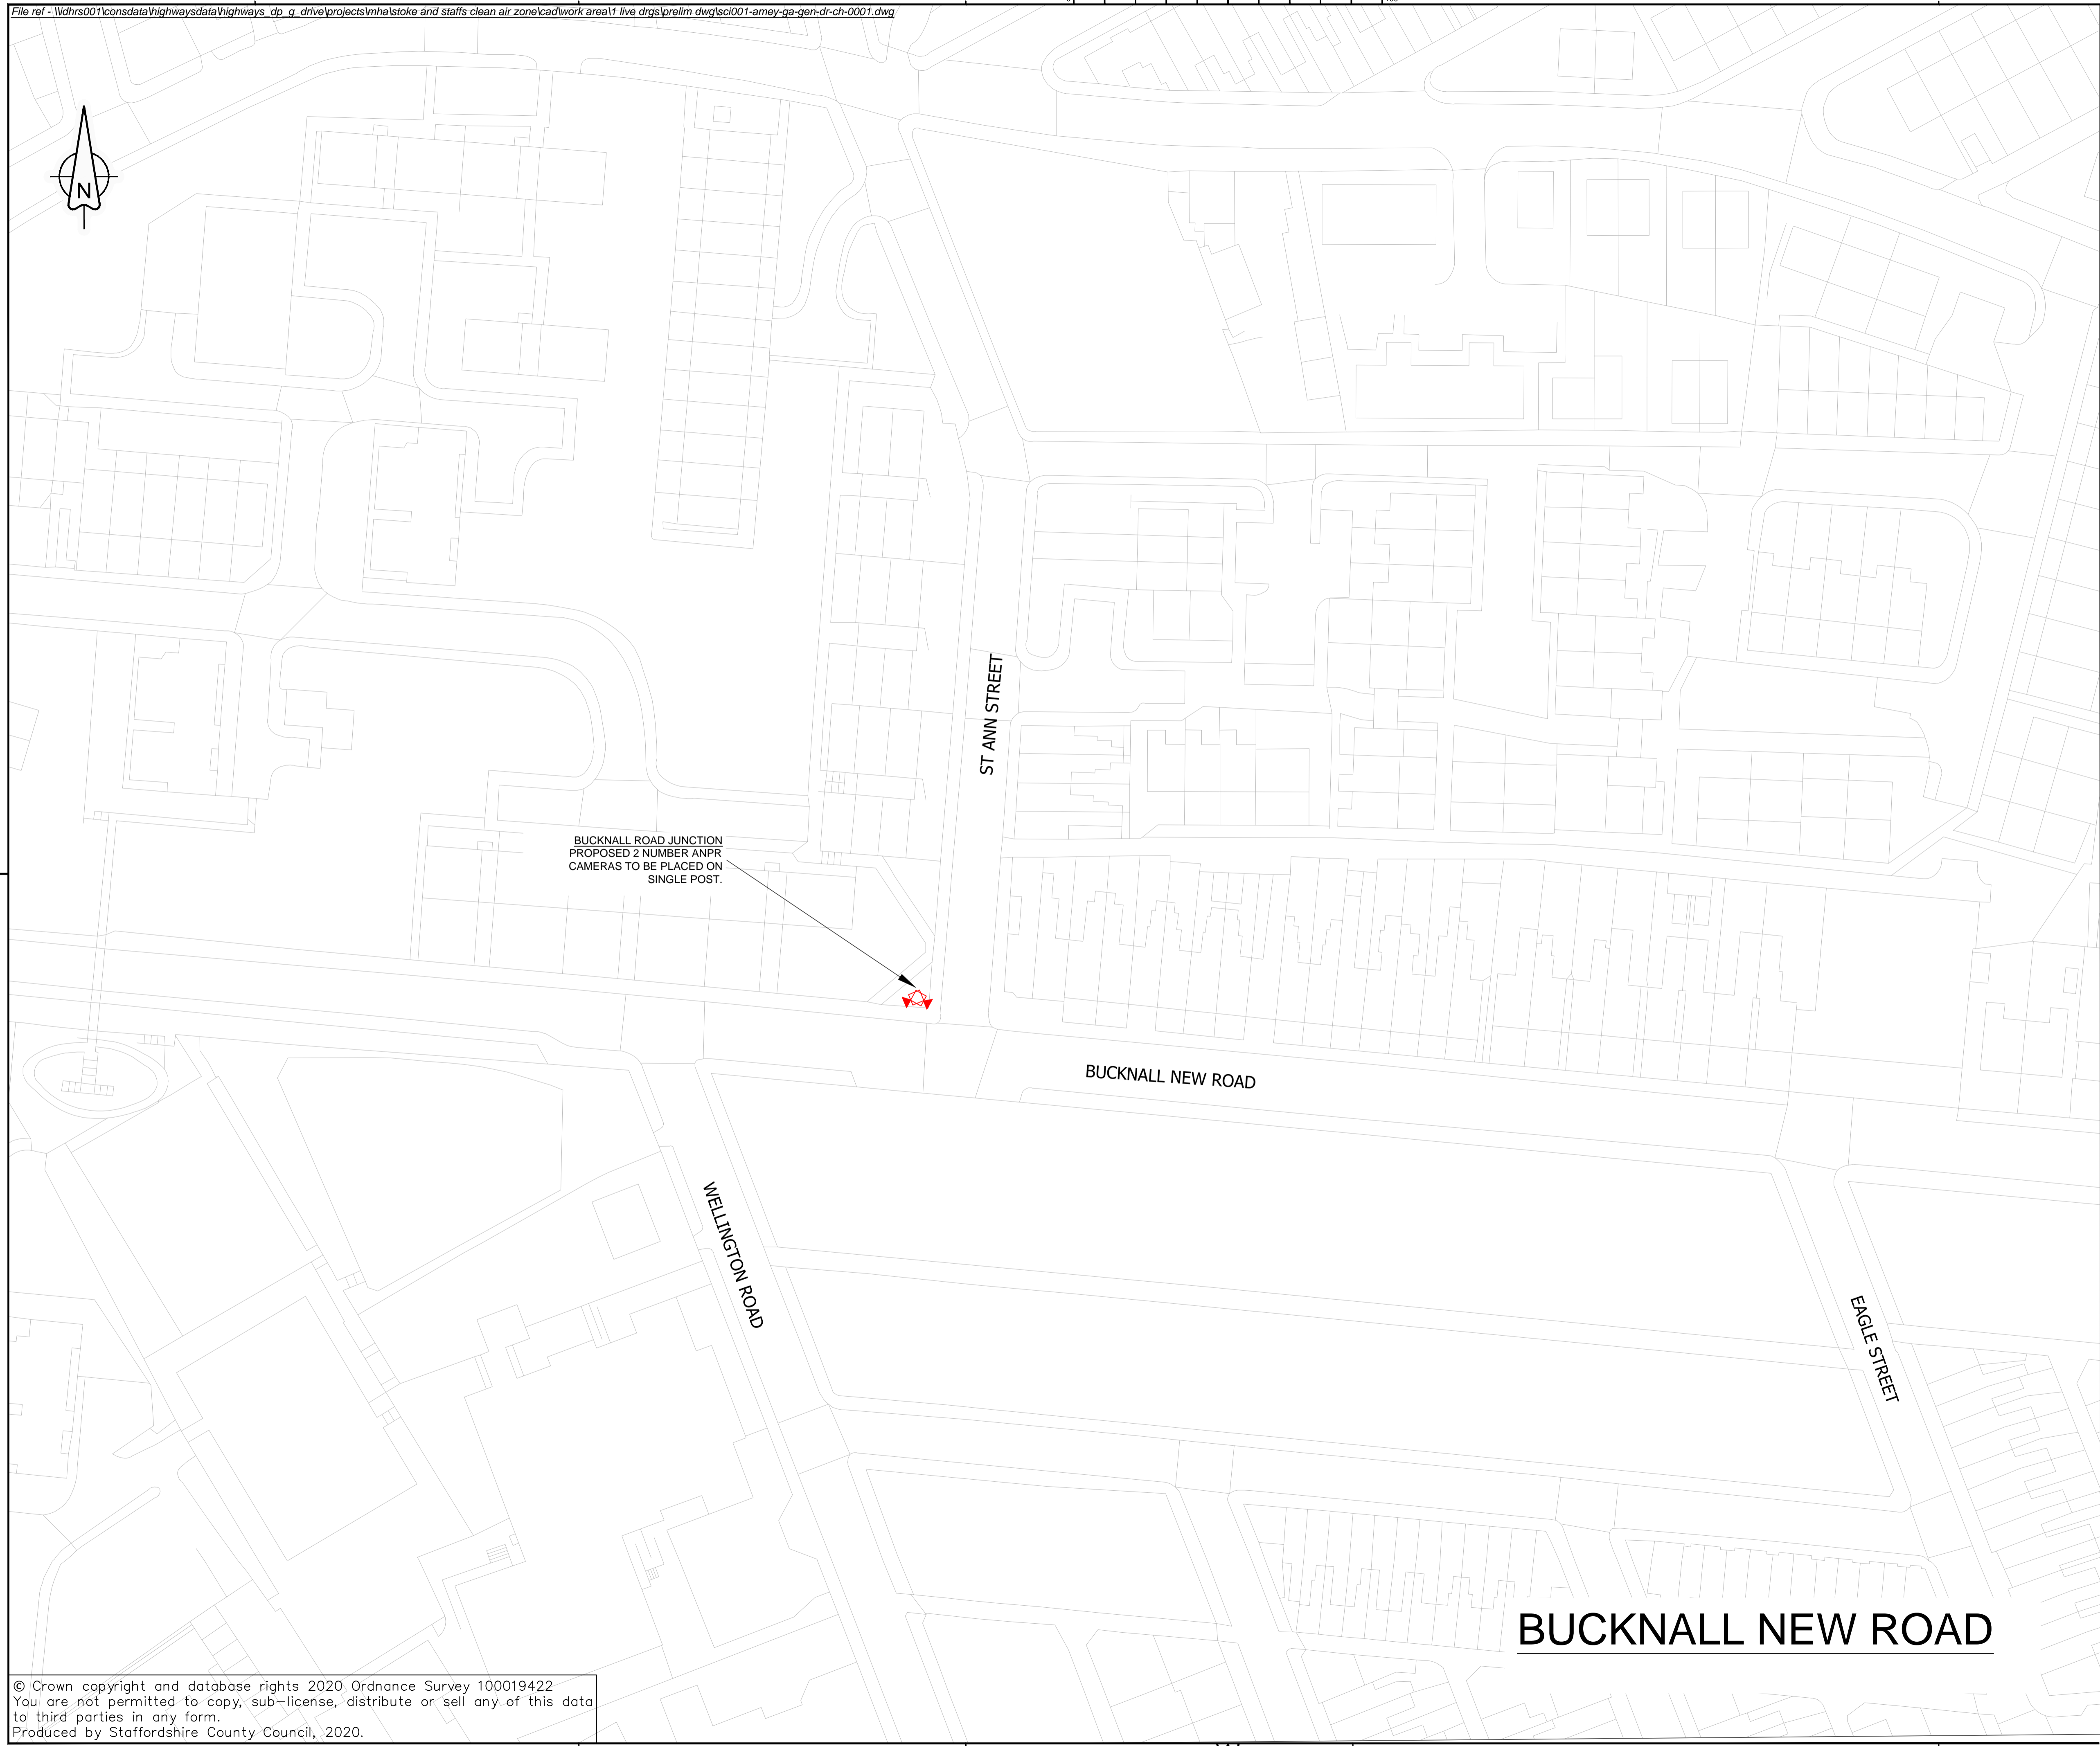 File ref - \\idhrs001\consdata\highwaysdata\highways_dp_g_drive\projects\mha\stoke and staffs clean air zone\cad\work area\1 live drgs\prelim dwg\sci001-amey-ga-gen-dr-ch-0001.dwg
N
ST ANN STREET
BUCKNALL ROAD JUNCTION
PROPOSED 2 NUMBER ANPR
CAMERAS TO BE PLACED ON
SINGLE POST.
BUCKNALL NEW ROAD
WELLINGTON ROAD
EAGLE STREET
BUCKNALL NEW ROAD
© Crown copyright and database rights 2020 Ordnance Survey 100019422
You are not permitted to copy, sub-license, distribute or sell any of this data
to third parties in any form.
Produced by Staffordshire County Council, 2020.